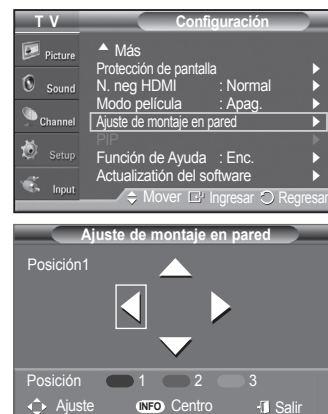 T V
Configuración
Picture
Sound
Channel
Setup
Input
Más
Protección de pantalla
N. neg HDMI : Normal
Modo película : Apag.
Ajuste de montaje en pared
PIP
Función de Ayuda : Enc.
Actualizatión del software
Mover Ingresar Regresar
Ajuste de montaje en pared
Posición1
Posición 1 2 3
Ajuste INFO Centro Salir